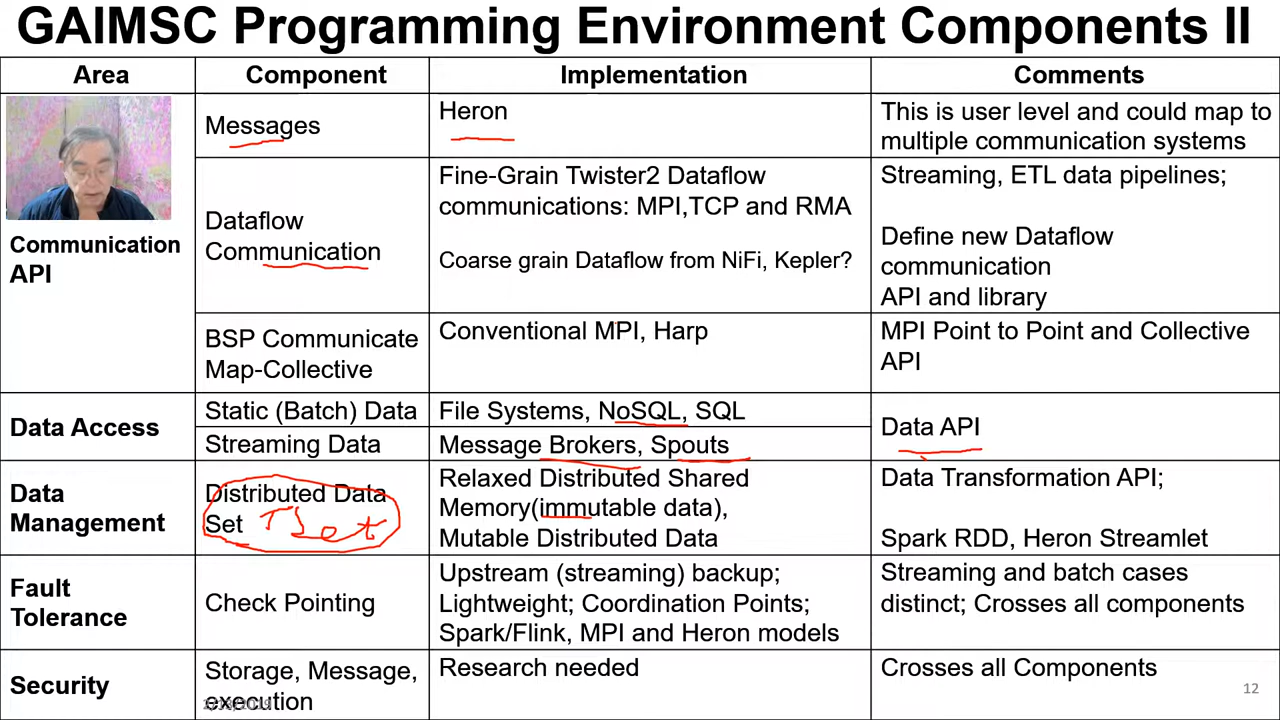 GAIMSC Programming Environment Components II
Area Component Implementation Comments
Communication
API
Messages
Heron
This is user level and could map to
multiple communication systems
Dataflow
Communication
Fine-Grain Twister2 Dataflow
communications: MPI,TCP and RMA
Coarse grain Dataflow from NiFi, Kepler?
Streaming, ETL data pipelines;
Define new Dataflow
communication
API and library
BSP Communicate
Map-Collective
Conventional MPI, Harp
MPI Point to Point and Collective
API
Data Access
Static (Batch) Data
File Systems, NoSQL, SQL
Streaming Data
Message Brokers, Spouts
Data API
Data
Management
Distributed Data
Set TSet
Relaxed Distributed Shared
Memory(immutable data),
Mutable Distributed Data
Data Transformation API;
Spark RDD, Heron Streamlet
Fault
Tolerance
Check Pointing
Upstream (streaming) backup;
Lightweight; Coordination Points;
Spark/Flink, MPI and Heron models
Streaming and batch cases
distinct; Crosses all components
Security
Storage, Message,
execution
Research needed
Crosses all Components
12